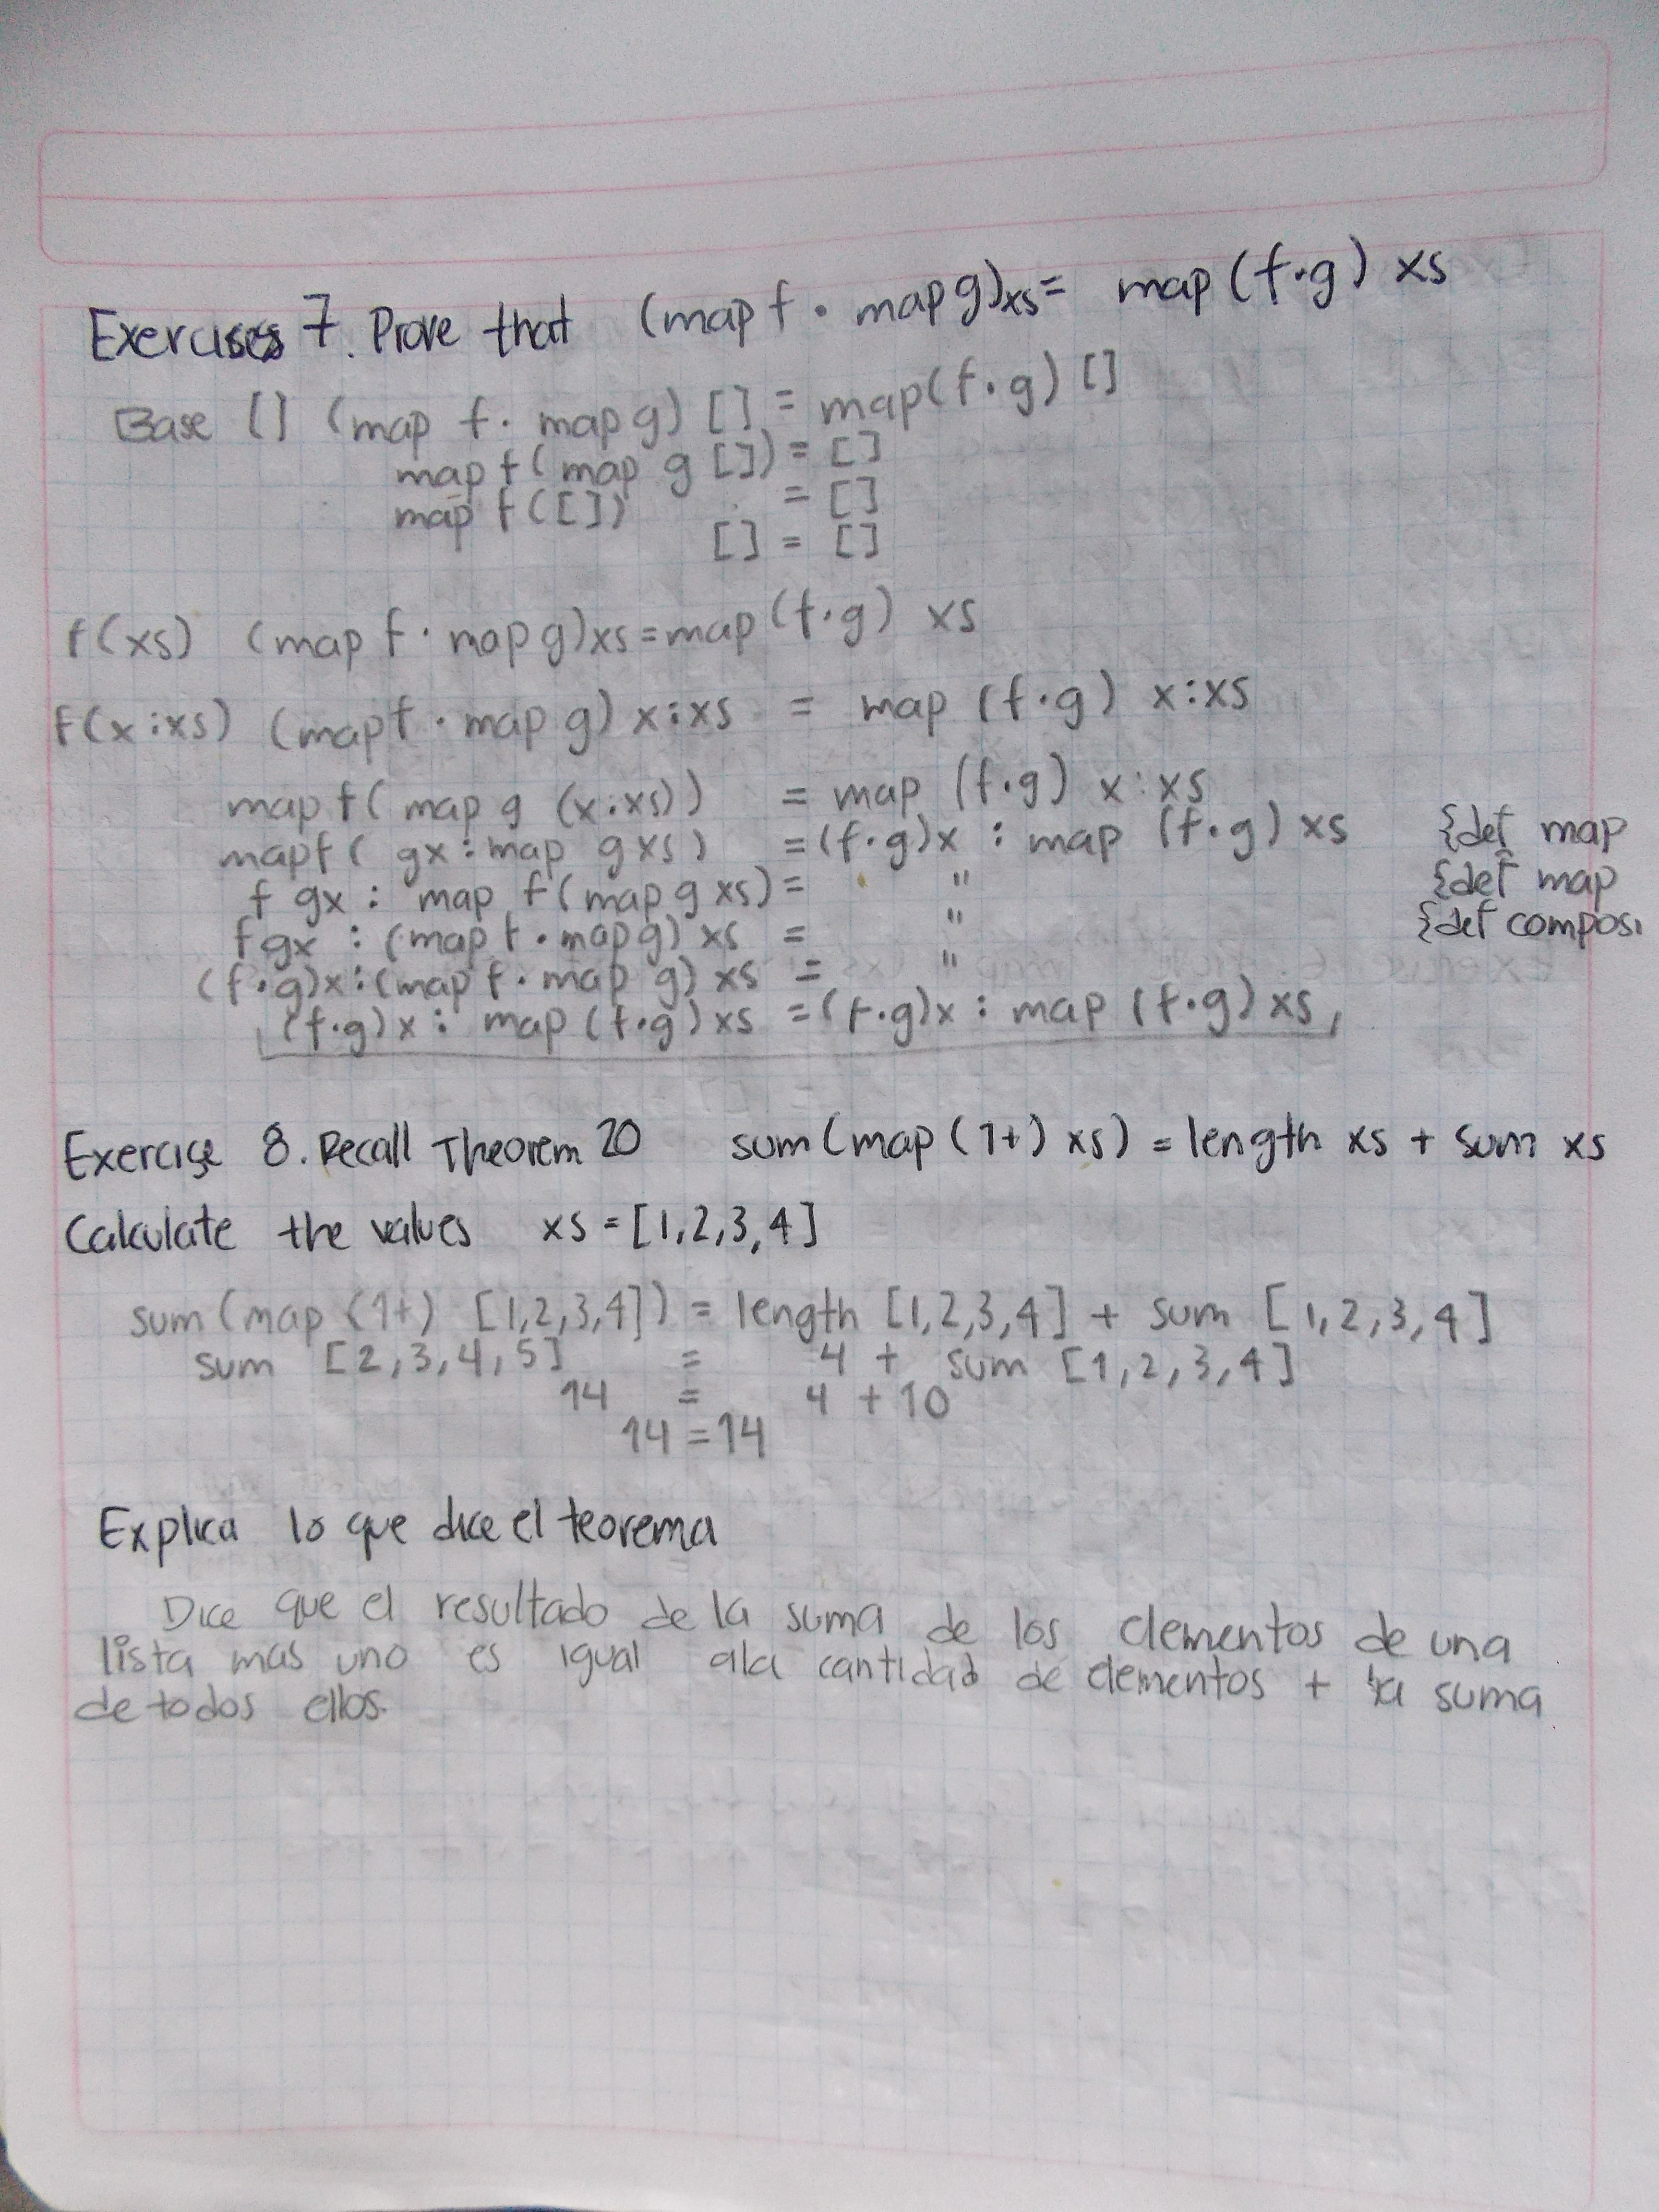 Exercises 7. Prove that (map f · map g)xs = map (f·g) xs
Base [] (map f · map g) [] = map(f·g) []
map f(map g []) = []
map f([]) = []
[] = []
f(xs) (map f · map g)xs = map (f·g) xs
f(x:xs) (map f · map g) x:xs = map (f·g) x:xs
map f( map g (x:xs)) = map (f·g) x:xs
map f( gx : map g xs) = (f·g)x : map (f·g) xs {def map
f gx : map f(map g xs) = " {def map
f gx : (map f · map g) xs = " {def composi
(f·g)x:(map f · map g) xs = "
(f·g)x : map (f·g) xs = (f·g)x : map (f·g) xs,
Exercise 8. Recall Theorem 20 sum(map (1+) xs) = length xs + sum xs
Calculate the values xs = [1,2,3,4]
sum(map (1+) [1,2,3,4]) = length [1,2,3,4] + sum [1,2,3,4]
sum [2,3,4,5] = 4 + sum [1,2,3,4]
14 = 4 + 10
14 = 14
Explica lo que dice el teorema
Dice que el resultado de la suma de los elementos de una
lista mas uno es igual ala cantidad de elementos + la suma
de todos ellos.